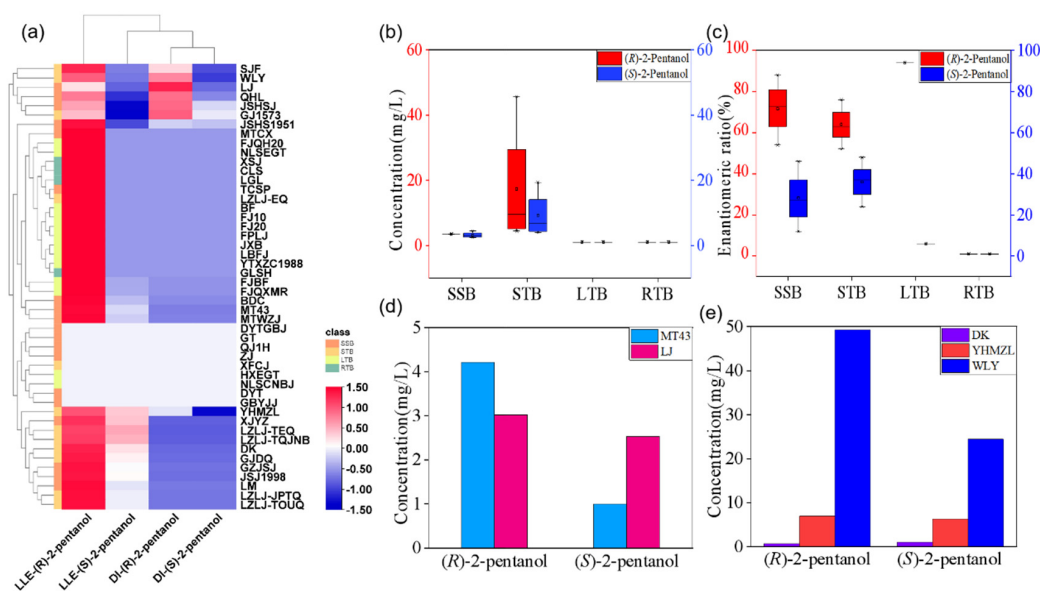 (a)
SJF
WLY
LJ
QHL
JSHSJ
GJ1573
JSHS1951
MTCX
FJQH20
NLSEGT
XSJ
CLS
LGL
TCSP
LZLJ-EQ
BF
FJ10
FJ20
FPLJ
JXB
LBFJ
YTXZC1988
GLSH
FJBF
FJQXMR
BDC
MT43
MTWZJ
DYTGBJ
GT
QJ1H
ZJ
XFCJ
HXEGT
NLSCNBJ
DYT
GBYJJ
YHMZL
XJYZ
LZLJ-TEQ
LZLJ-TQJNB
DK
GJDQ
GZJSJ
JSJ1998
LM
LZLJ-JPTQ
LZLJ-TOUQ
LLE-(R)-2-pentanol
LLE-(S)-2-pentanol
DI-(R)-2-pentanol
DI-(S)-2-pentanol
class
SSG
STB
LTB
RTB
1.50
1.00
0.50
0.00
-0.50
-1.00
-1.50
(b)
Concentration(mg/L)
60
40
20
0
60
40
20
0
(R)-2-Pentanol
(S)-2-Pentanol
SSB STB LTB RTB
(c)
Enantiomeric ratio(%)
100
80
60
40
20
0
100
80
60
40
20
0
(R)-2-Pentanol
(S)-2-Pentanol
SSB STB LTB RTB
(d)
Concentration(mg/L)
5
4
3
2
1
0
MT43
LJ
(R)-2-pentanol (S)-2-pentanol
(e)
Concentration(mg/L)
50
40
30
20
10
0
DK
YHMZL
WLY
(R)-2-pentanol (S)-2-pentanol